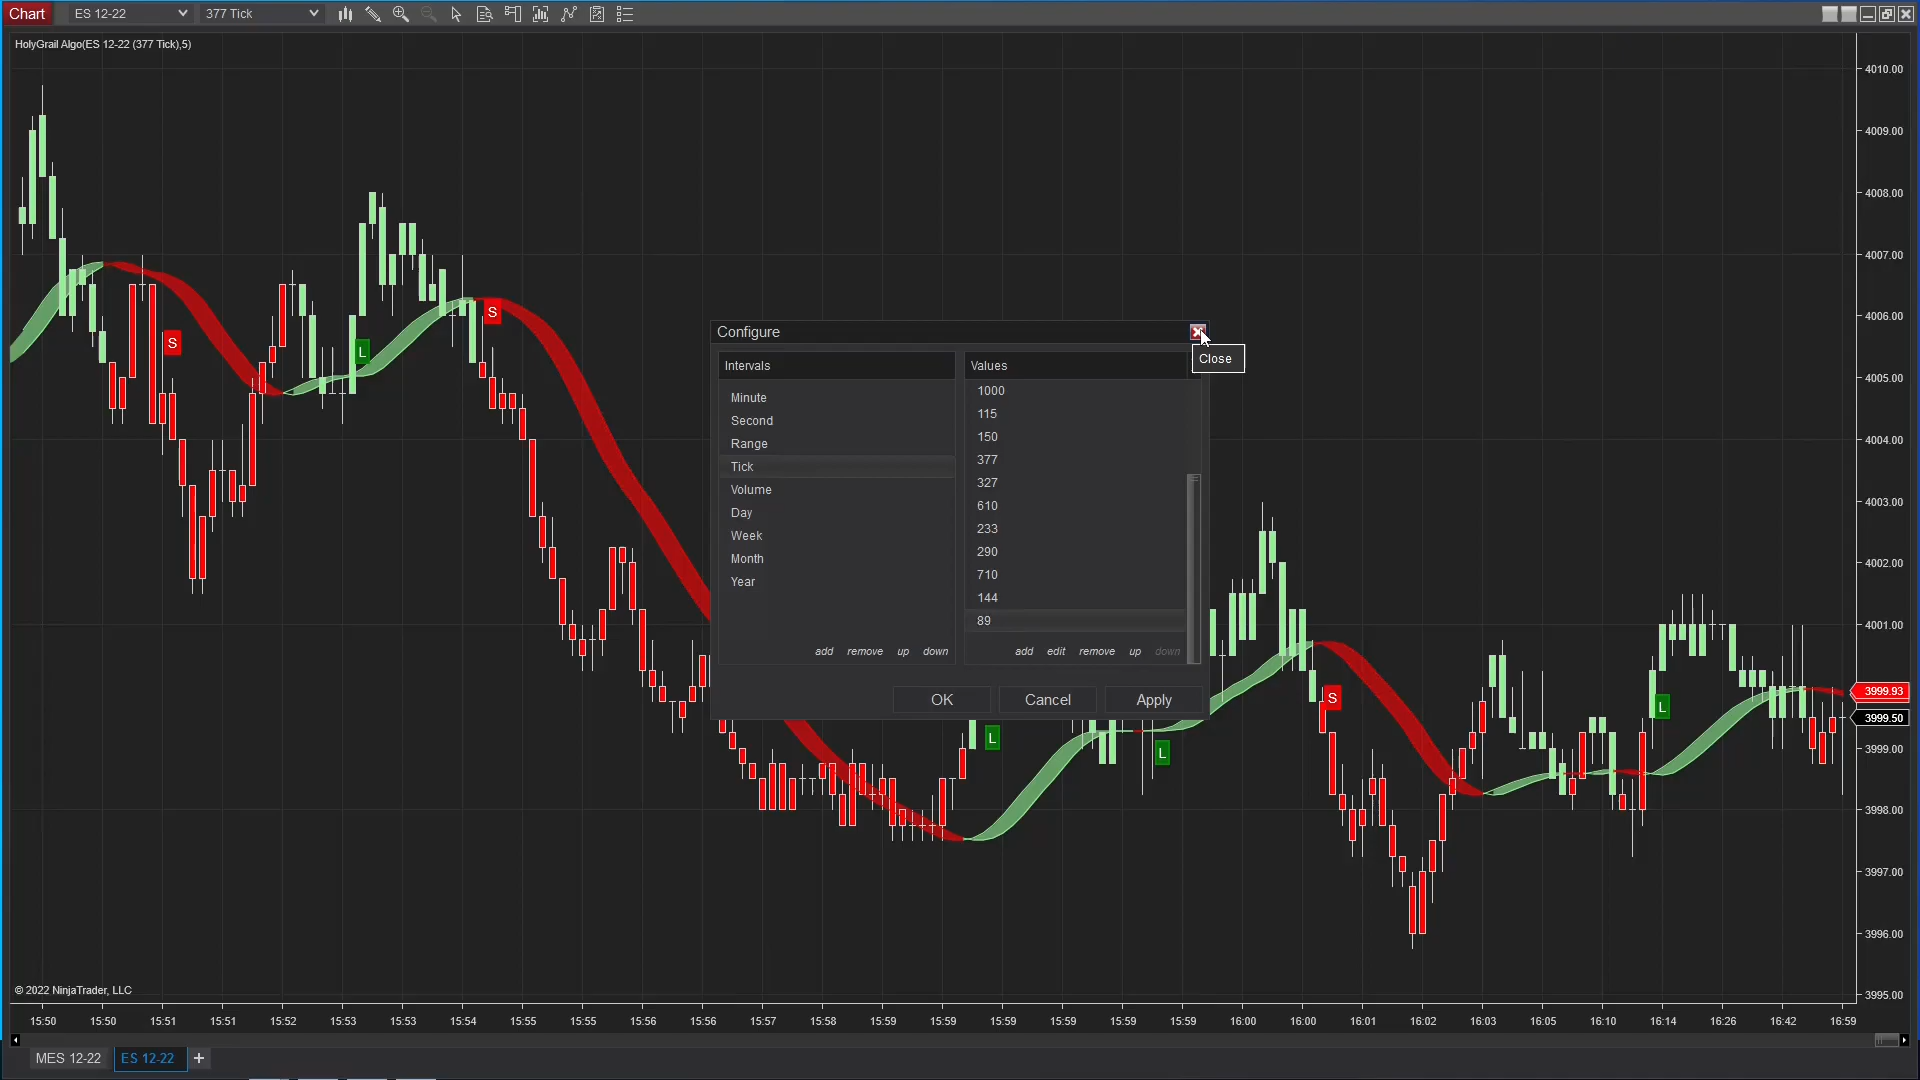 Chart ES 12-22 377 Tick
HolyGrail Algo(ES 12-22 (377 Tick),5)
4010.00
4009.00
4008.00
4007.00
4006.00
4005.00
4004.00
4003.00
4002.00
4001.00
3999.93
3999.50
3999.00
3998.00
3997.00
3996.00
3995.00
S
L
S
L
L
S
L
Configure
Close
Intervals
Minute
Second
Range
Tick
Volume
Day
Week
Month
Year
add remove up down
Values
1000
115
150
377
327
610
233
290
710
144
89
add edit remove up down
OK Cancel Apply
© 2022 NinjaTrader, LLC
15:50 15:50 15:51 15:51 15:52 15:53 15:53 15:54 15:55 15:55 15:56 15:56 15:57 15:58 15:59 15:59 15:59 15:59 15:59 15:59 16:00 16:00 16:01 16:02 16:03 16:05 16:10 16:14 16:26 16:42 16:59
MES 12-22 ES 12-22 +